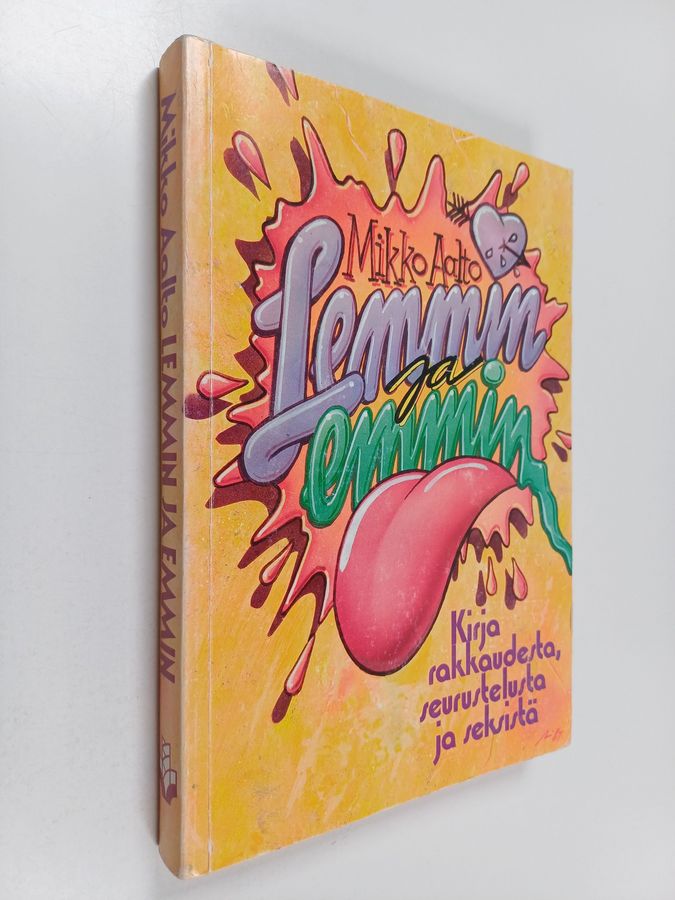 Mikko Aalto LEMMIN JA EMMIN
Mikko Aalto
Lemmin
ja
emmin
Kirja
rakkaudesta,
seurustelusta
ja seksistä